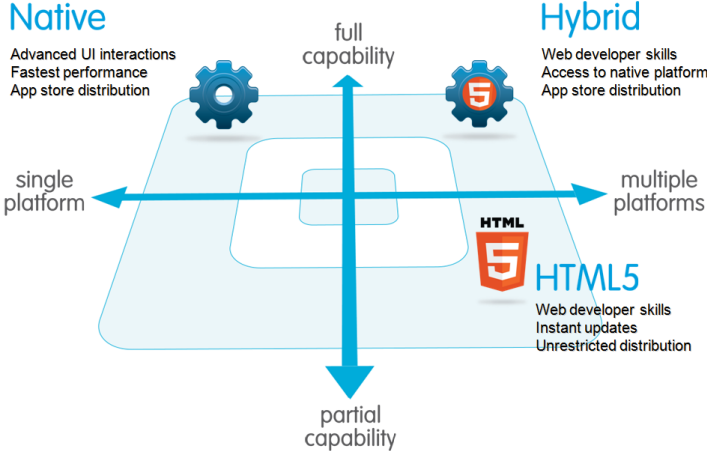 Native
Advanced UI interactions
Fastest performance
App store distribution
full
capability
Hybrid
Web developer skills
Access to native platform
App store distribution
5
single
platform
multiple
platforms
HTML
5
HTML5
Web developer skills
Instant updates
Unrestricted distribution
partial
capability